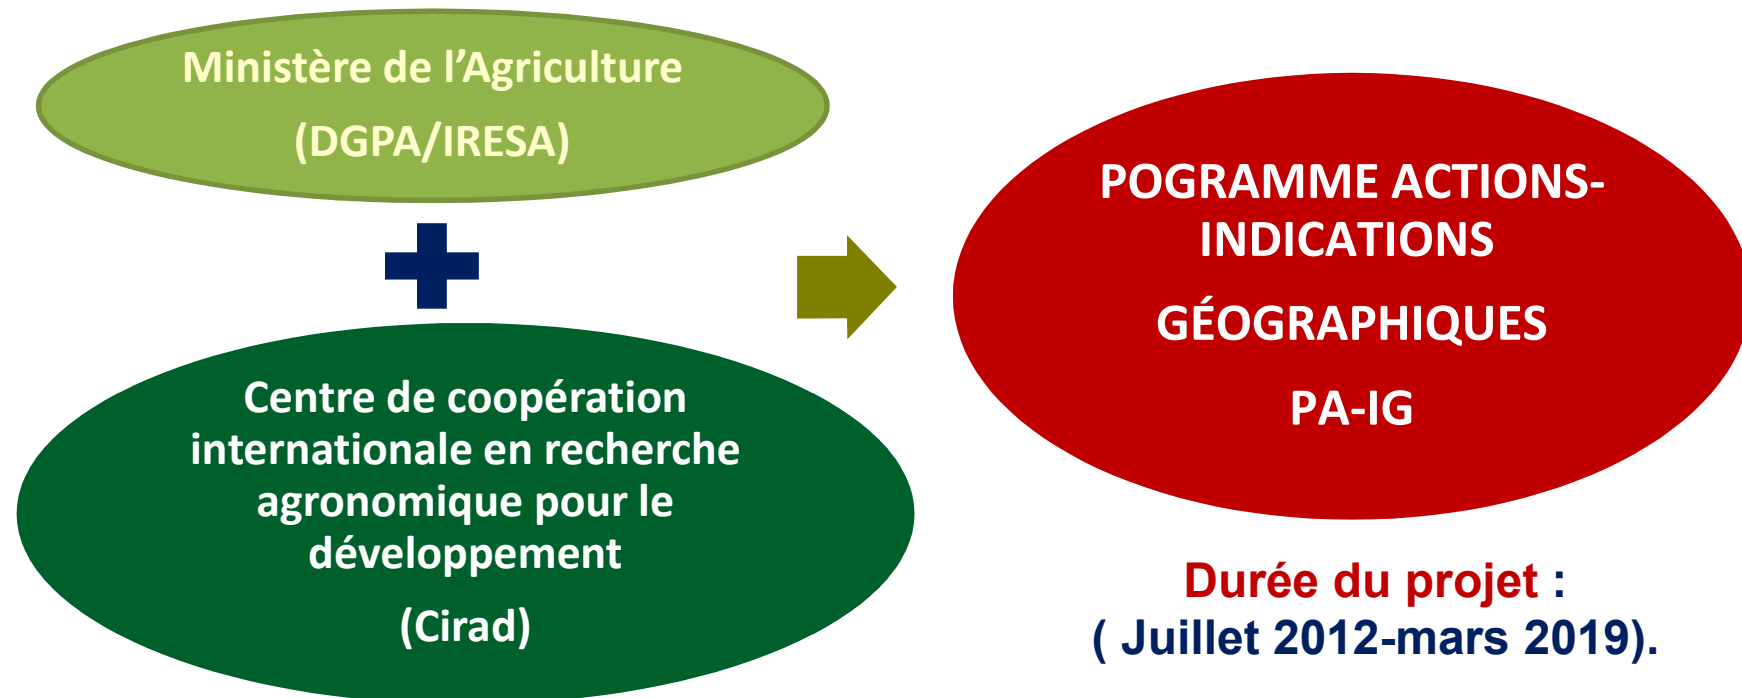 Ministère de l’Agriculture
(DGPA/IRESA)
Centre de coopération
internationale en recherche
agronomique pour le
développement
(Cirad)
POGRAMME ACTIONS-
INDICATIONS
GÉOGRAPHIQUES
PA-IG
Durée du projet :
( Juillet 2012-mars 2019).